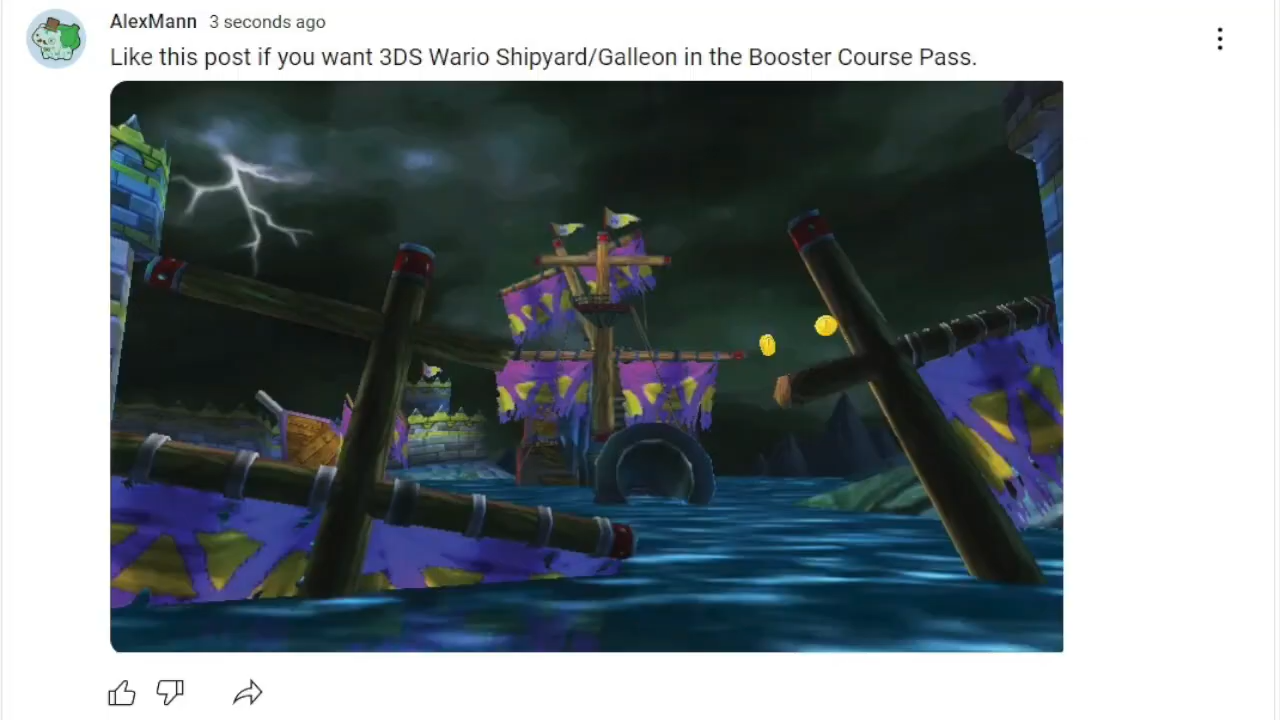 AlexMann 3 seconds ago
Like this post if you want 3DS Wario Shipyard/Galleon in the Booster Course Pass.